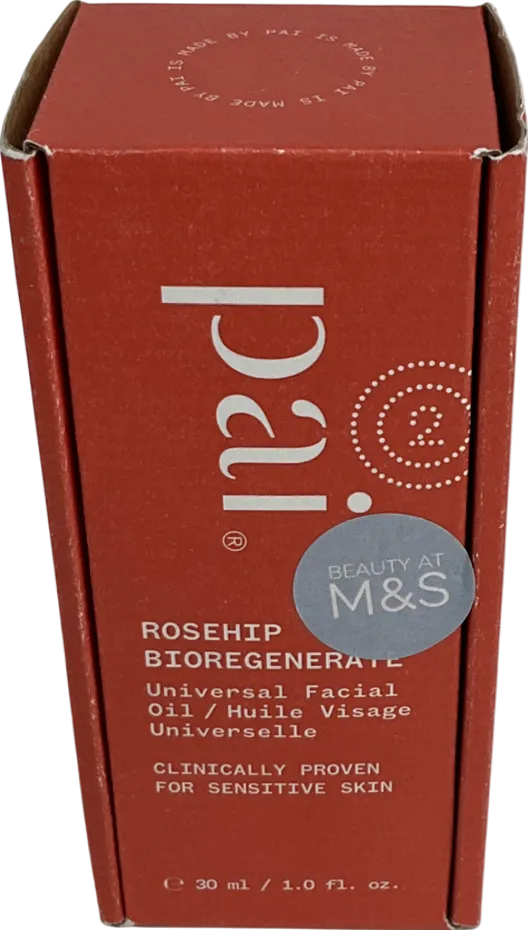 PAI IS MADE BY PAI IS MADE BY PAI IS MADE BY
pai®
2
BEAUTY AT
M&S
ROSEHIP
BIOREGENERATE
Universal Facial
Oil / Huile Visage
Universelle
CLINICALLY PROVEN
FOR SENSITIVE SKIN
℮ 30 ml / 1.0 fl. oz.